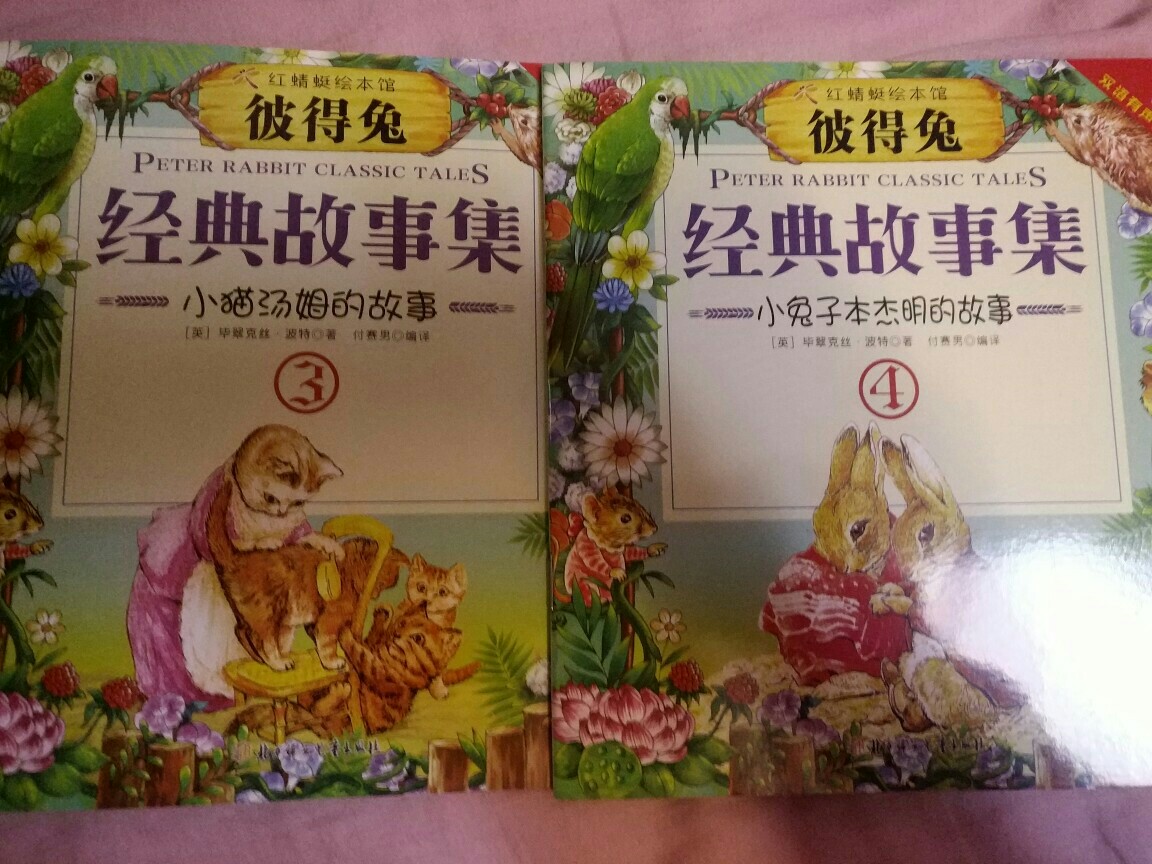 红蜻蜓绘本馆
彼得兔
PETER RABBIT CLASSIC TALES
经典故事集
小猫汤姆的故事
[英] 毕翠克丝·波特◎著 付赛男◎编译
3
红蜻蜓绘本馆
彼得兔
双语有
PETER RABBIT CLASSIC TALES
经典故事集
小兔子本杰明的故事
[英] 毕翠克丝·波特◎著 付赛男◎编译
4